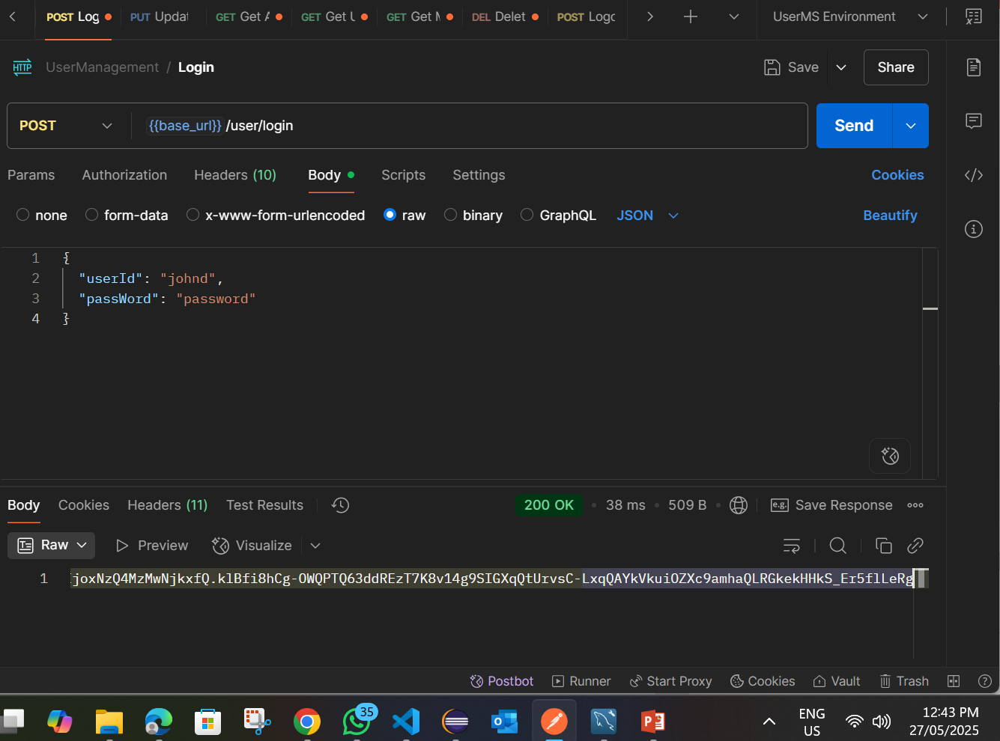 POST Log PUT Updat GET Get A GET Get U GET Get M DEL Delet POST Logo UserMS Environment
HTTP UserManagement / Login Save Share
POST {{base_url}} /user/login Send
Params Authorization Headers (10) Body Scripts Settings Cookies
none form-data x-www-form-urlencoded raw binary GraphQL JSON Beautify
1 {
2 "userId": "johnd",
3 "passWord": "password"
4 }
Body Cookies Headers (11) Test Results 200 OK • 38 ms • 509 B • e.g. Save Response
Raw Preview Visualize
1 joxNzQ4MzMwNjkxfQ.klBfi8hCg-OWQPTQ63ddREzT7K8v14g9SIGXqQtUrvsC-LxqQAYkVkuiOZXc9amhaQLRGkekHHkS_Er5flLeRg
Postbot Runner Start Proxy Cookies Vault Trash
35 ENG 12:43 PM
US 27/05/2025